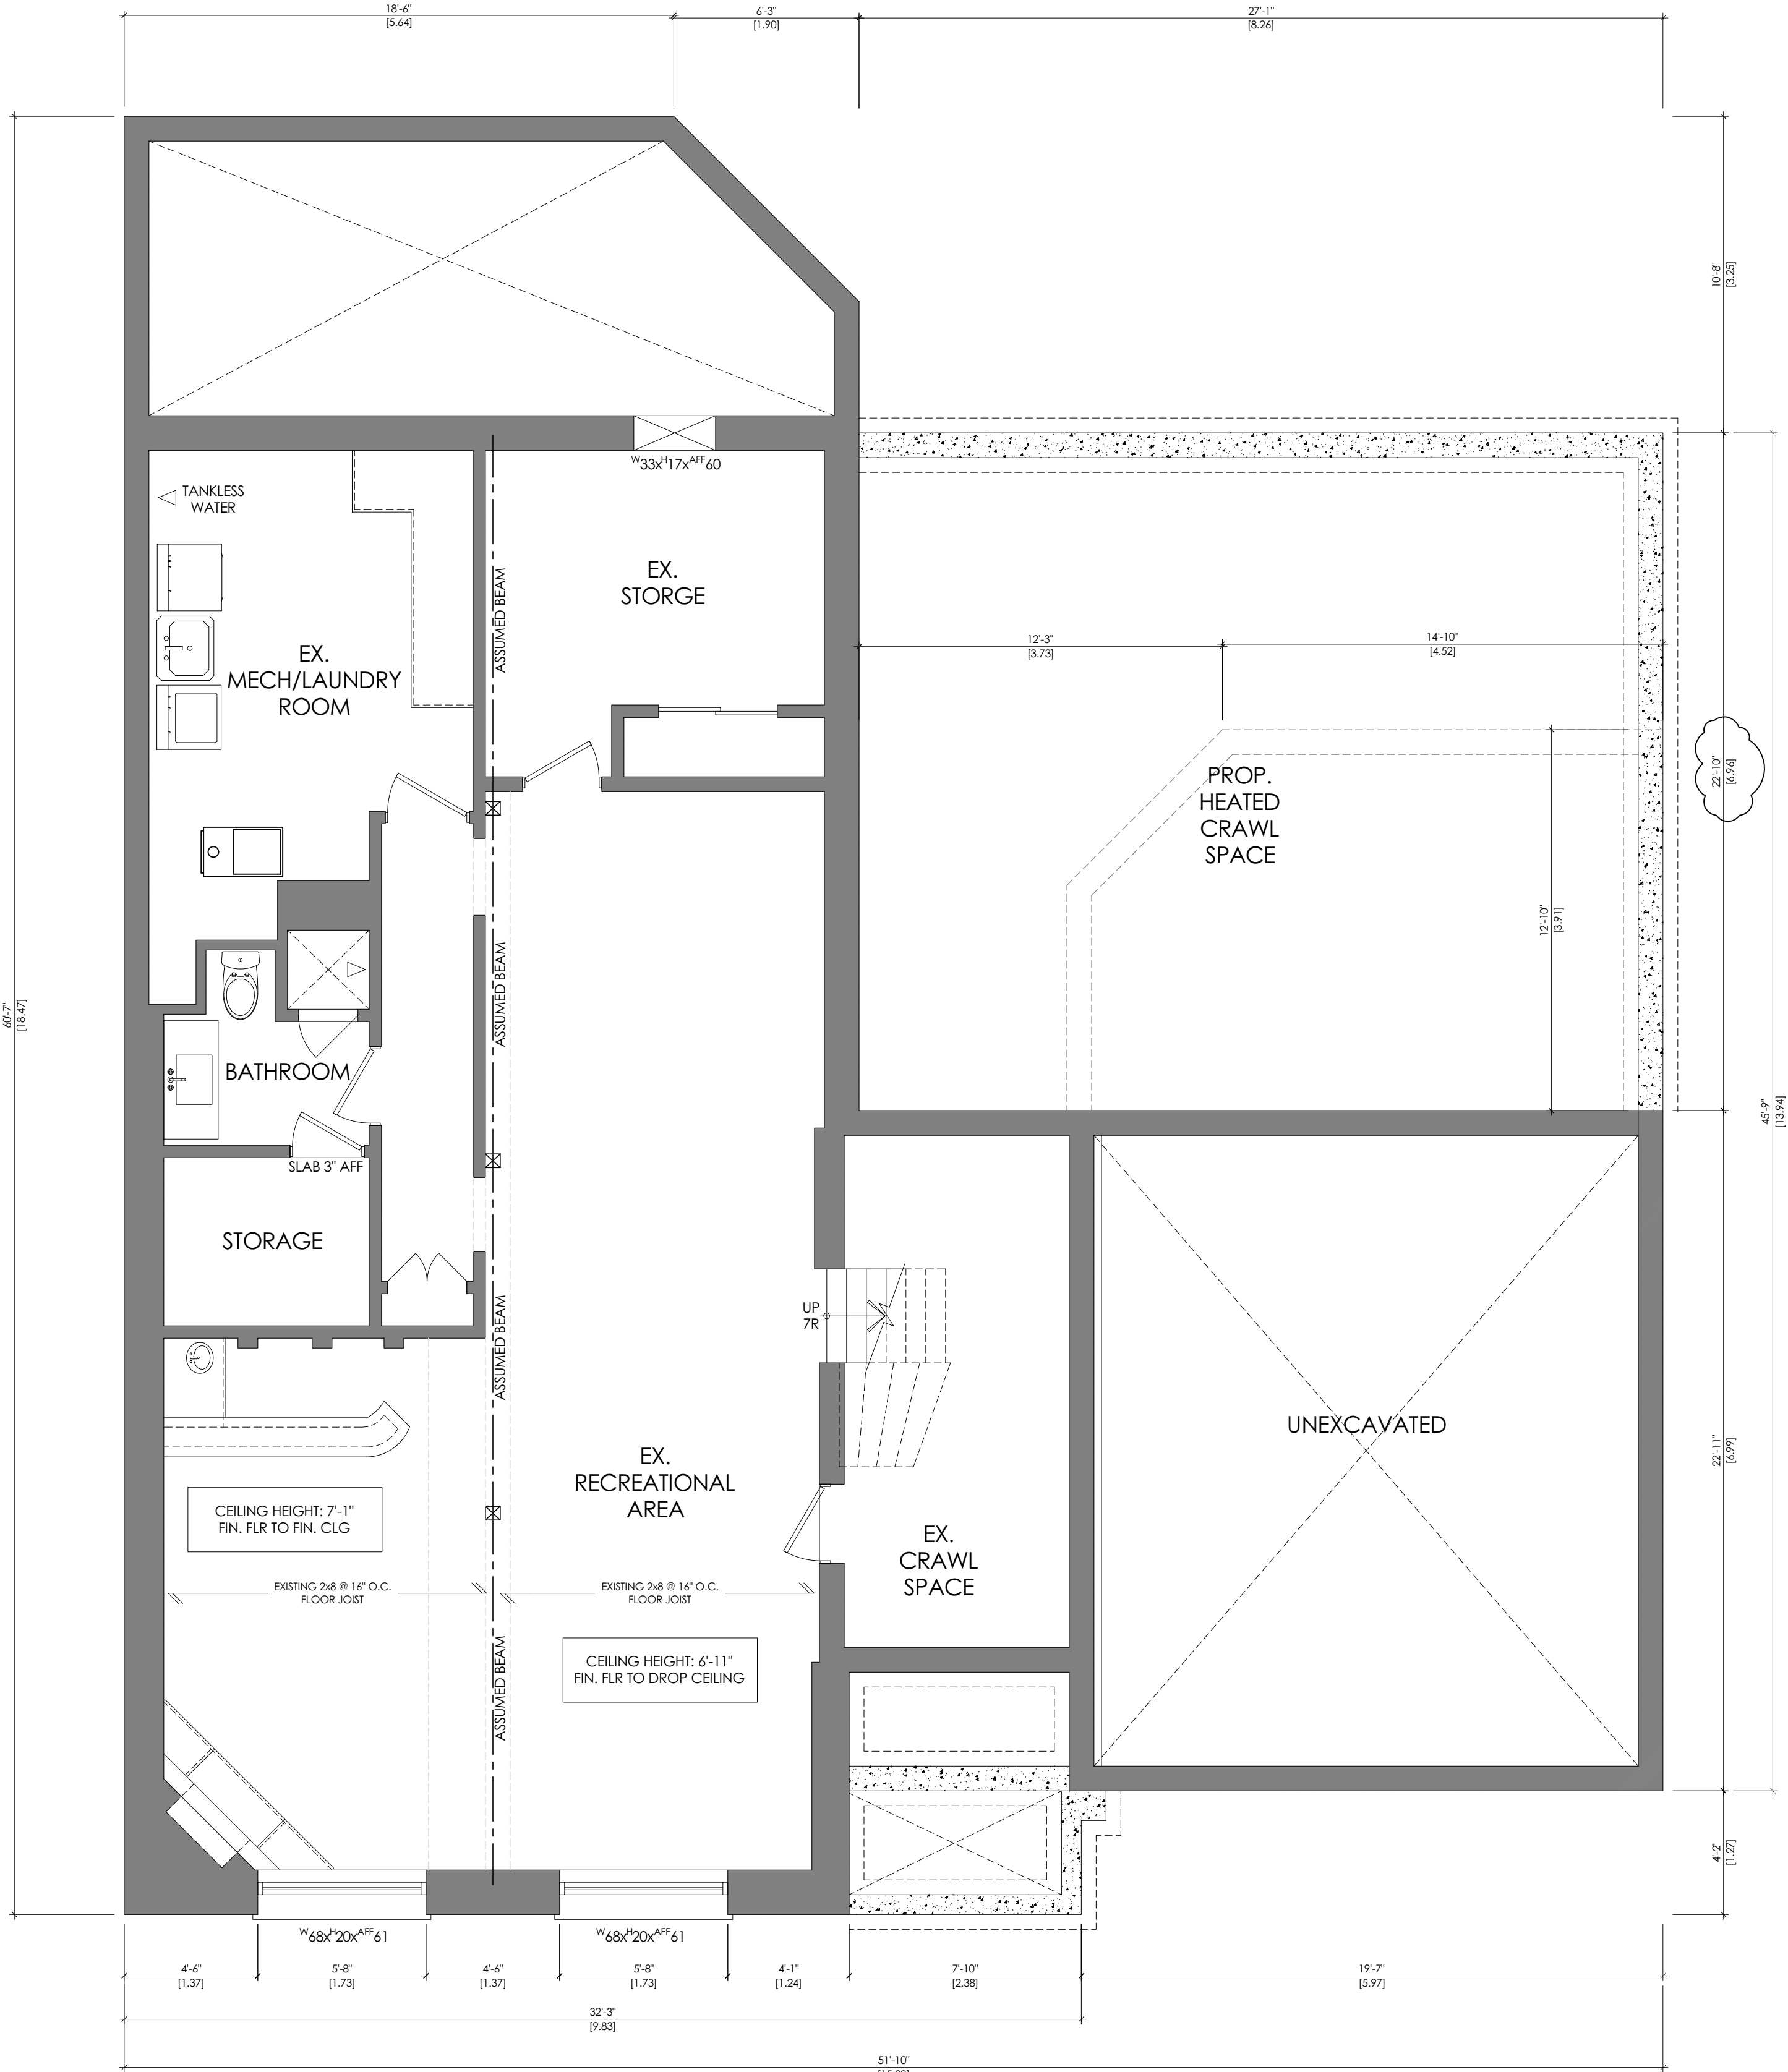 18'-6"
[5.64]
6'-3"
[1.90]
27'-1"
[8.26]
10'-8"
[3.25]
W33xH17xAFF60
TANKLESS
WATER
ASSUMED BEAM
EX.
STORGE
EX.
MECH/LAUNDRY
ROOM
12'-3"
[3.73]
14'-10"
[4.52]
PROP.
HEATED
CRAWL
SPACE
22'-10"
[6.96]
12'-10"
[3.91]
60'-7"
[18.47]
ASSUMED BEAM
BATHROOM
45'-9"
[13.94]
SLAB 3" AFF
STORAGE
UP
7R
ASSUMED BEAM
UNEXCAVATED
22'-11"
[6.99]
EX.
RECREATIONAL
AREA
CEILING HEIGHT: 7'-1"
FIN. FLR TO FIN. CLG
EX.
CRAWL
SPACE
EXISTING 2x8 @ 16" O.C.
FLOOR JOIST
EXISTING 2x8 @ 16" O.C.
FLOOR JOIST
ASSUMED BEAM
CEILING HEIGHT: 6'-11"
FIN. FLR TO DROP CEILING
4'-2"
[1.27]
W68xH20xAFF61
W68xH20xAFF61
4'-6"
[1.37]
5'-8"
[1.73]
4'-6"
[1.37]
5'-8"
[1.73]
4'-1"
[1.24]
7'-10"
[2.38]
19'-7"
[5.97]
32'-3"
[9.83]
51'-10"